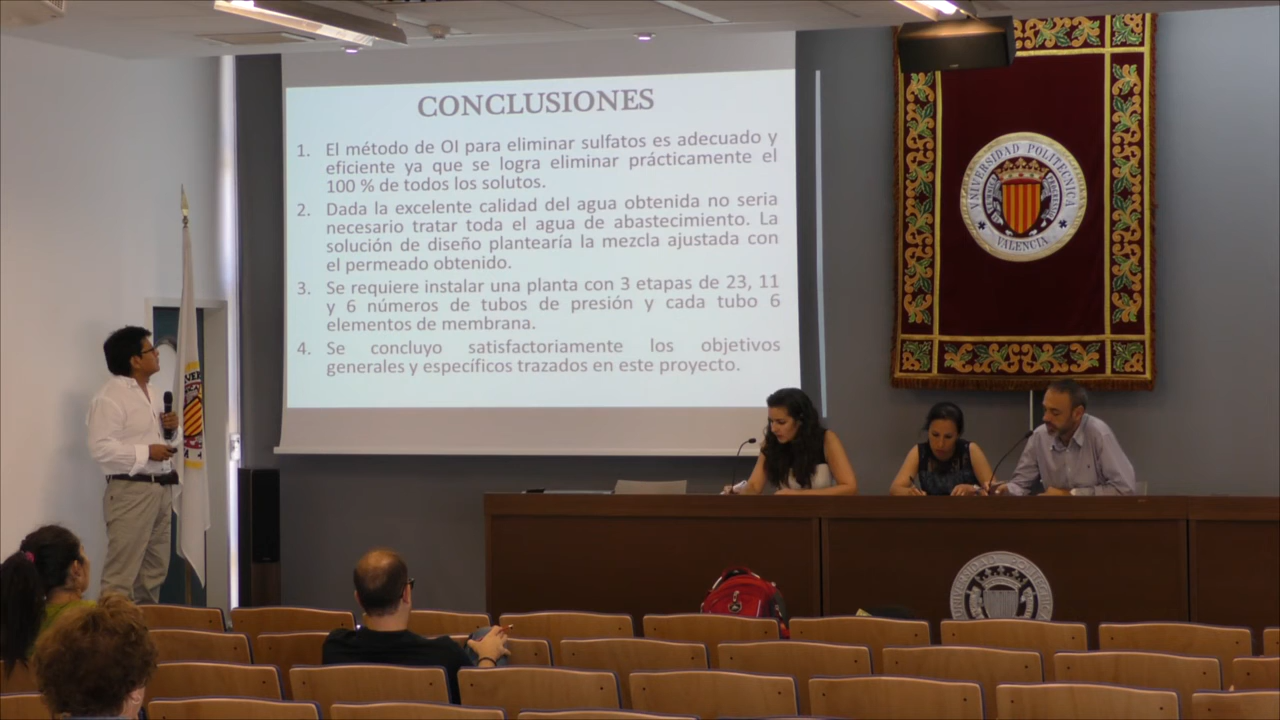 CONCLUSIONES
1. El método de OI para eliminar sulfatos es adecuado y
eficiente ya que se logra eliminar prácticamente el
100 % de todos los solutos.
2. Dada la excelente calidad del agua obtenida no seria
necesario tratar toda el agua de abastecimiento. La
solución de diseño plantearía la mezcla ajustada con
el permeado obtenido.
3. Se requiere instalar una planta con 3 etapas de 23, 11
y 6 números de tubos de presión y cada tubo 6
elementos de membrana.
4. Se concluyo satisfactoriamente los objetivos
generales y específicos trazados en este proyecto.
VNIVERSIDAD POLITECNICA
VALENCIA